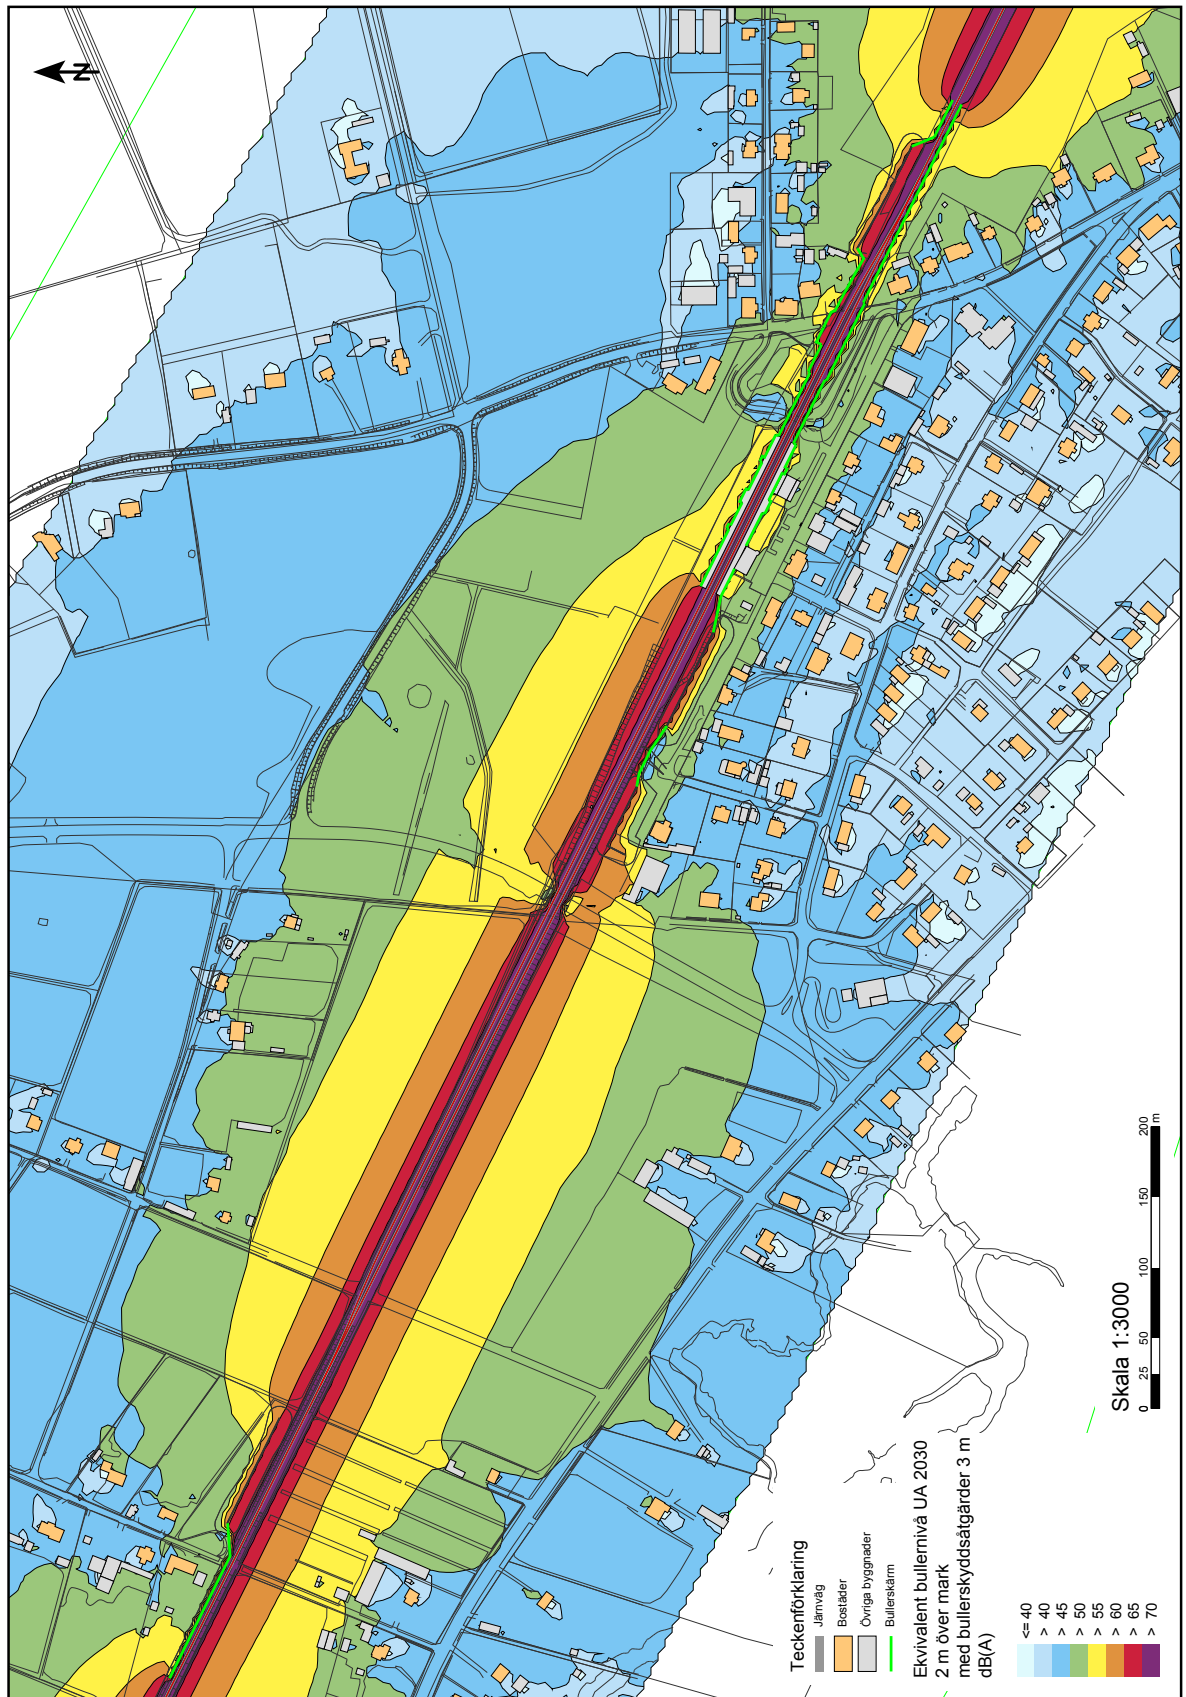 N
Skala 1:3000
0 25 50 100 150 200 m
Teckenförklaring
Järnväg
Bostäder
Övriga byggnader
Bullerskärm
Ekvivalent bullernivå UA 2030
2 m över mark
med bullerskyddsåtgärder 3 m
dB(A)
<= 40
> 40
> 45
> 50
> 55
> 60
> 65
> 70